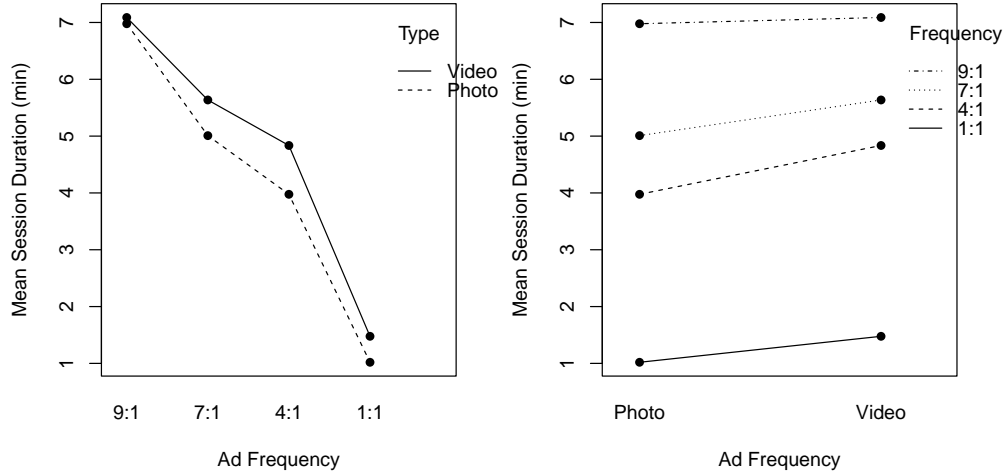 Mean Session Duration (min)
7
6
5
4
3
2
1
9:1 7:1 4:1 1:1
Ad Frequency
Type
Video
Photo
Mean Session Duration (min)
7
6
5
4
3
2
1
Photo Video
Ad Frequency
Frequency
9:1
7:1
4:1
1:1